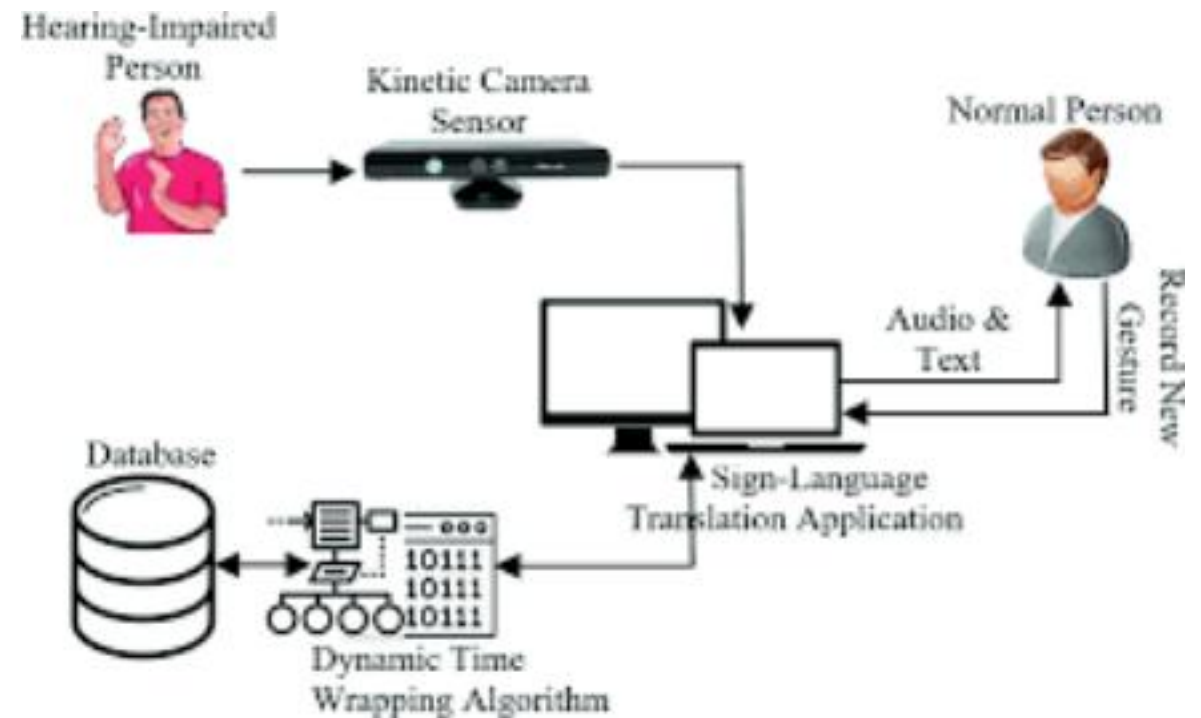 Hearing-Impaired
Person
Kinetic Camera
Sensor
Normal Person
Audio &
Text
Record New
Gesture
Sign-Language
Translation Application
Database
10111
10111
10111
Dynamic Time
Wrapping Algorithm